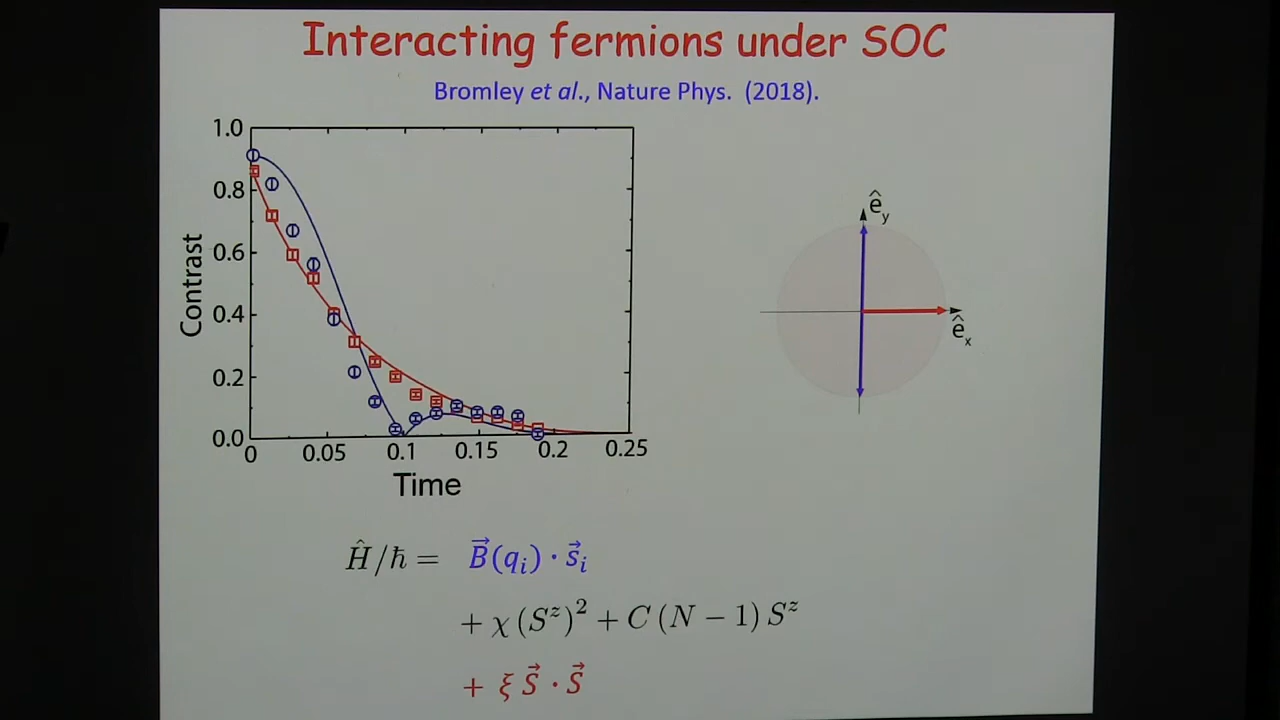 Interacting fermions under SOC
Bromley et al., Nature Phys. (2018).
1.0
0.8
0.6
0.4
0.2
0.0
Contrast
0 0.05 0.1 0.15 0.2 0.25
Time
ê_y
ê_x
Ĥ/ħ = B⃗(q_i) · s⃗_i
+ χ(S^z)^2 + C(N − 1) S^z
+ ξ S⃗ · S⃗